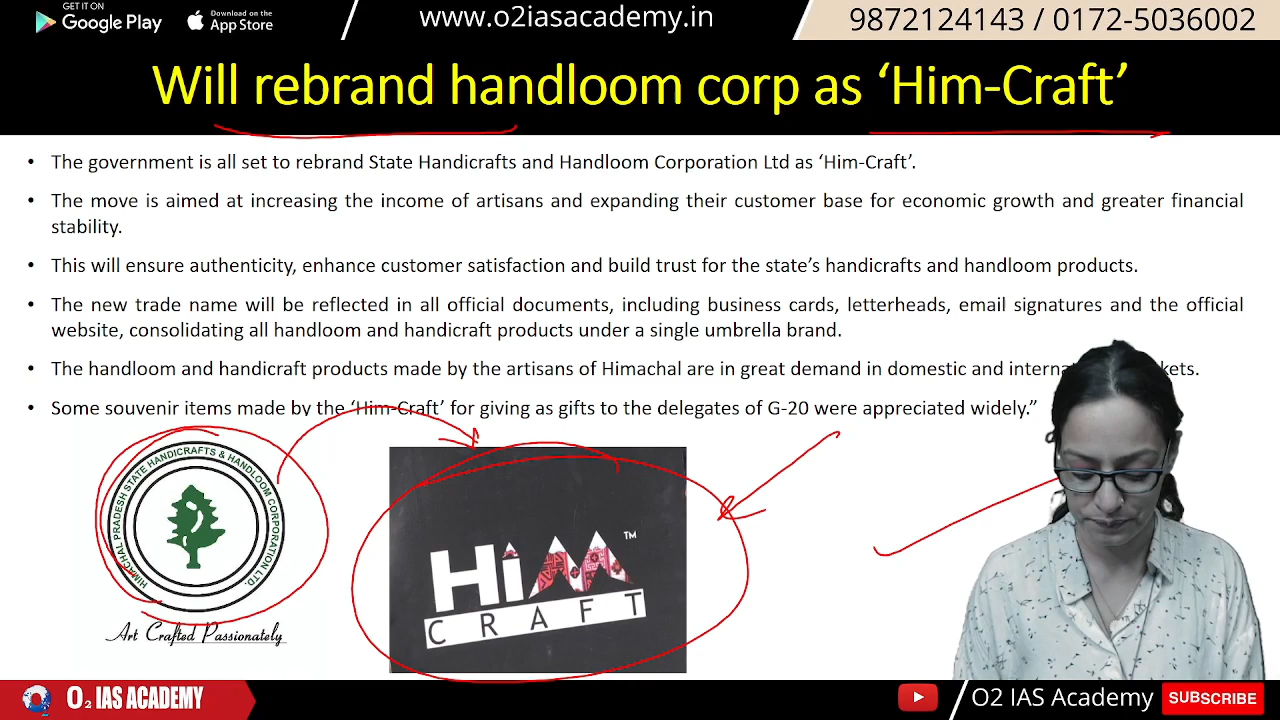 GET IT ON
Google Play
Download on the
App Store
www.o2iasacademy.in
9872124143 / 0172-5036002
Will rebrand handloom corp as ‘Him-Craft’
• The government is all set to rebrand State Handicrafts and Handloom Corporation Ltd as ‘Him-Craft’.
• The move is aimed at increasing the income of artisans and expanding their customer base for economic growth and greater financial
stability.
• This will ensure authenticity, enhance customer satisfaction and build trust for the state’s handicrafts and handloom products.
• The new trade name will be reflected in all official documents, including business cards, letterheads, email signatures and the official
website, consolidating all handloom and handicraft products under a single umbrella brand.
• The handloom and handicraft products made by the artisans of Himachal are in great demand in domestic and
• Some souvenir items made by the ‘Him-Craft’ for giving as gifts to the delegates of G-20 were appreciated widely.”
HIMACHAL PRADESH STATE HANDICRAFTS & HANDLOOM CORPORATION LTD.
Art Crafted Passionately
HiM TM
CRAFT
O2 IAS ACADEMY
O2 IAS Academy
SUBSCRIBE